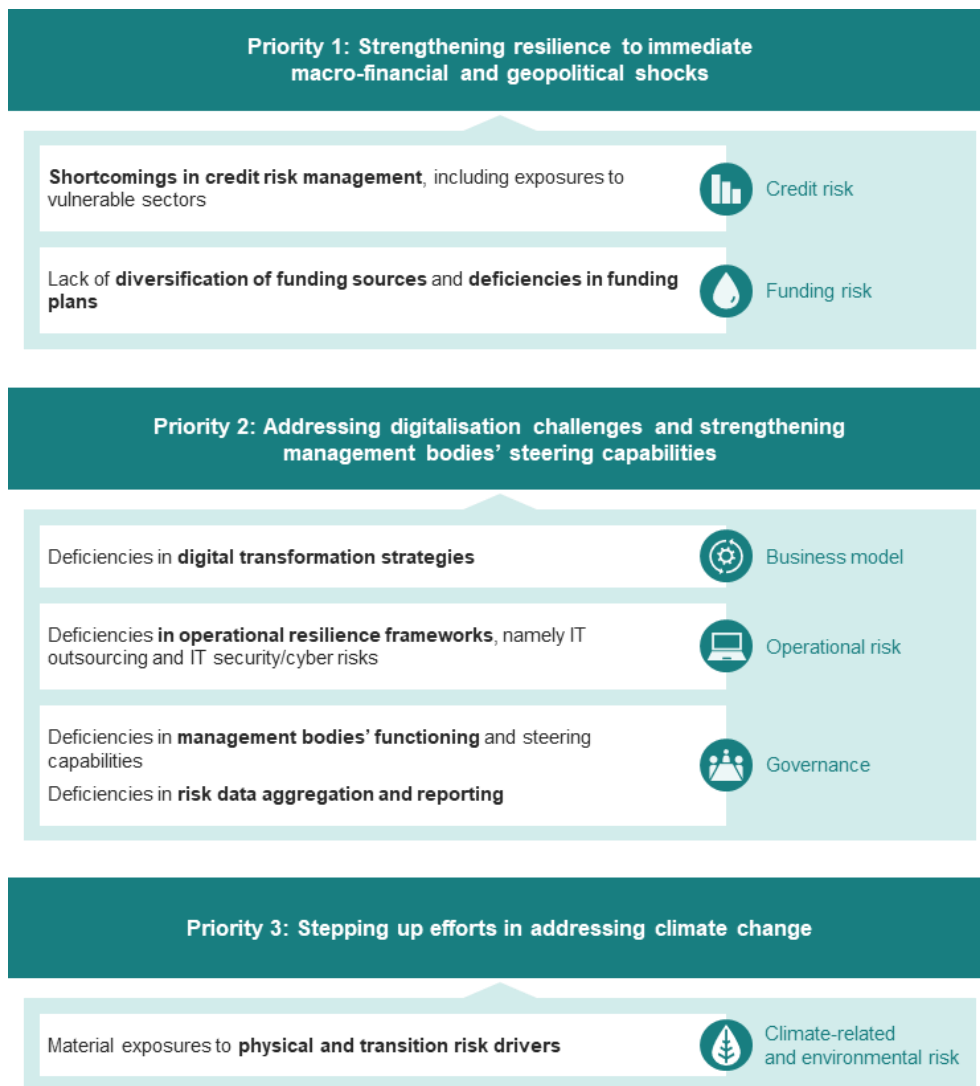 Priority 1: Strengthening resilience to immediate
macro-financial and geopolitical shocks
Shortcomings in credit risk management, including exposures to
vulnerable sectors
Credit risk
Lack of diversification of funding sources and deficiencies in funding
plans
Funding risk
Priority 2: Addressing digitalisation challenges and strengthening
management bodies’ steering capabilities
Deficiencies in digital transformation strategies
Business model
Deficiencies in operational resilience frameworks, namely IT
outsourcing and IT security/cyber risks
Operational risk
Deficiencies in management bodies’ functioning and steering
capabilities
Deficiencies in risk data aggregation and reporting
Governance
Priority 3: Stepping up efforts in addressing climate change
Material exposures to physical and transition risk drivers
Climate-related
and environmental risk